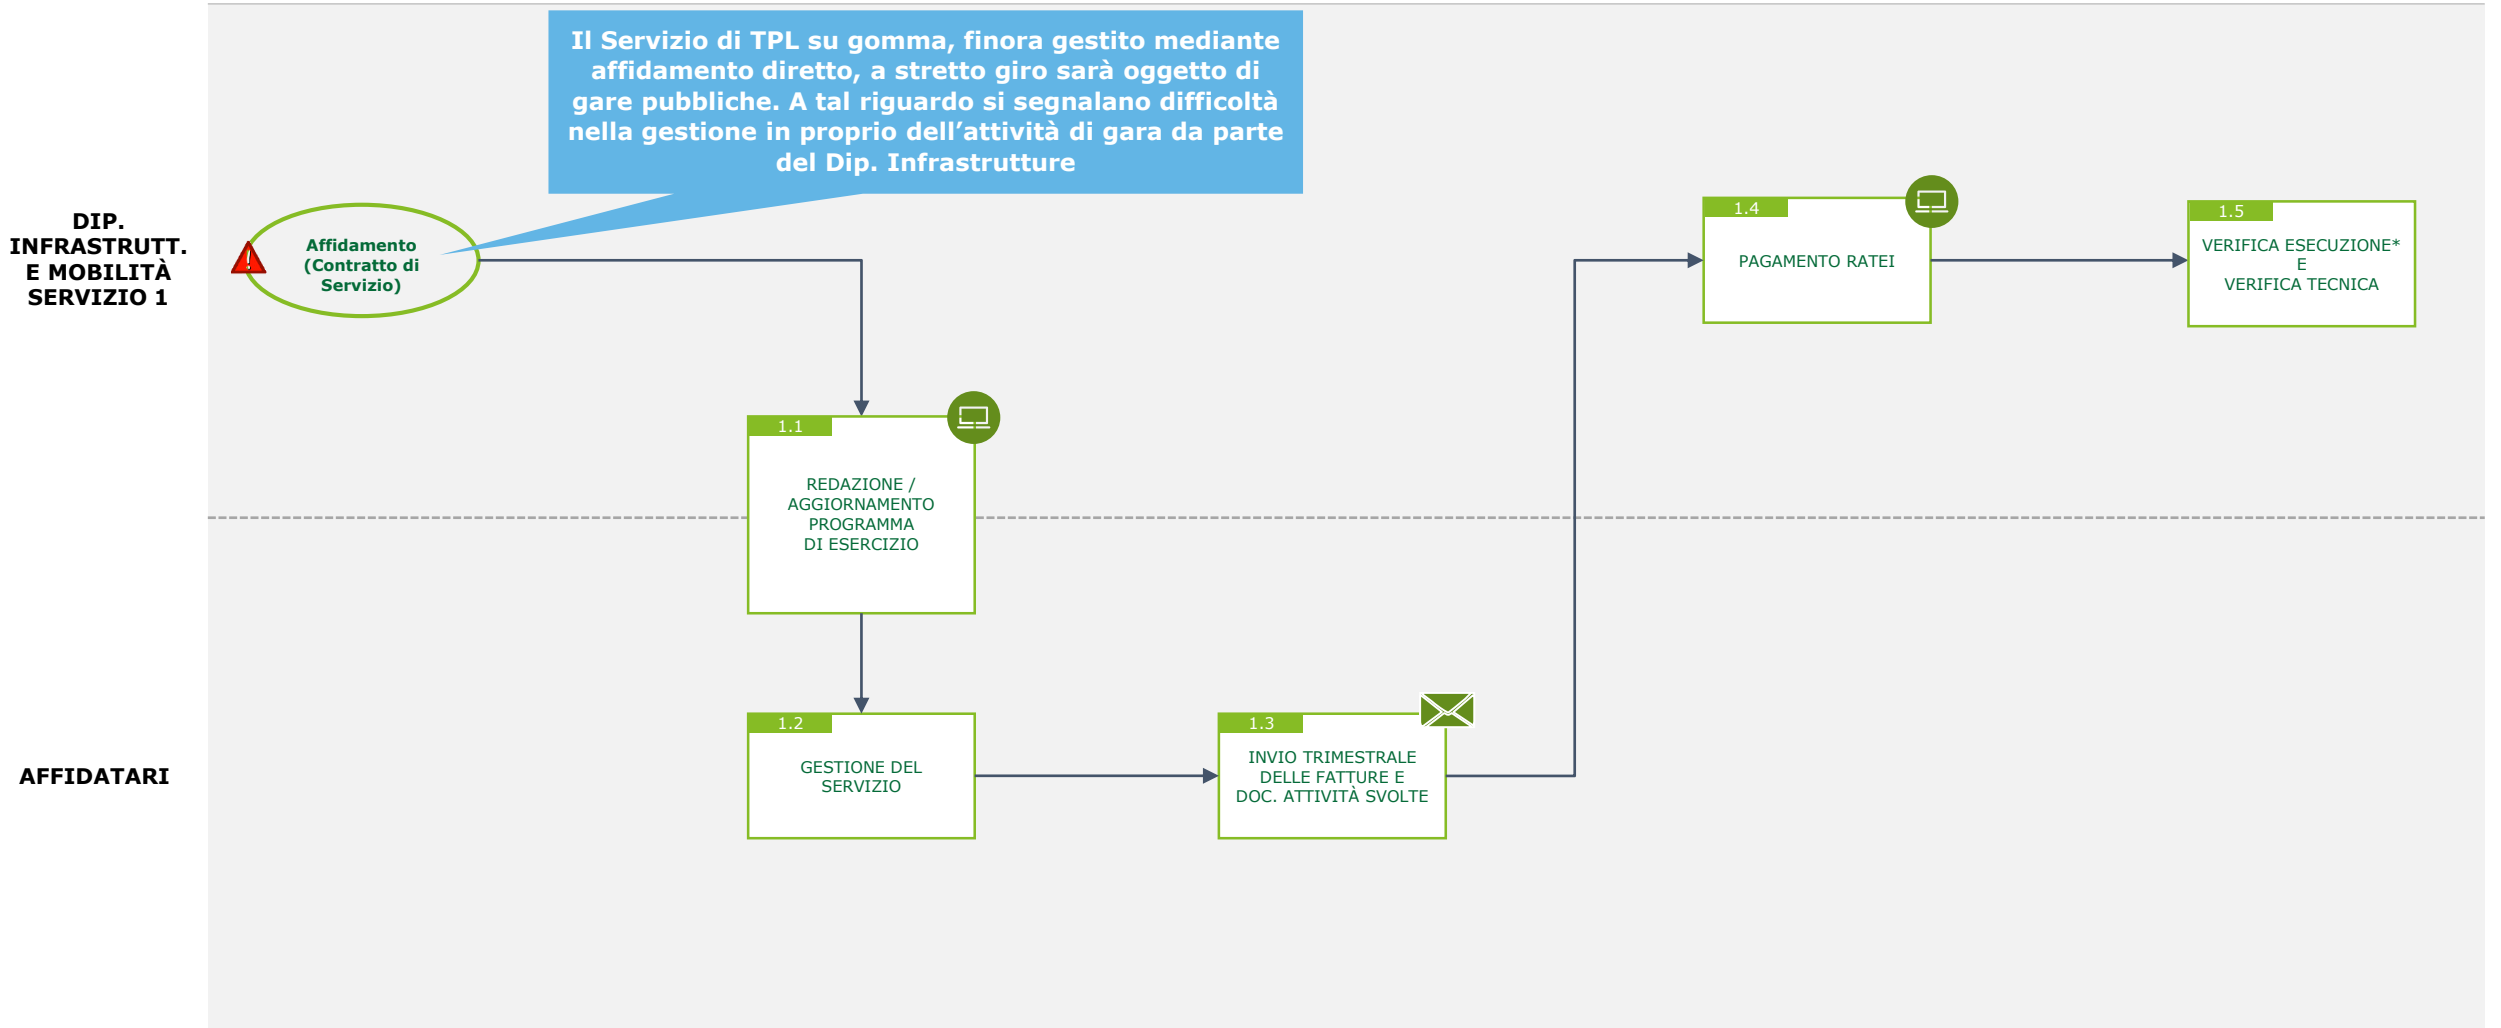 Il Servizio di TPL su gomma, finora gestito mediante
affidamento diretto, a stretto giro sarà oggetto di
gare pubbliche. A tal riguardo si segnalano difficoltà
nella gestione in proprio dell’attività di gara da parte
del Dip. Infrastrutture
DIP.
INFRASTRUTT.
E MOBILITÀ
SERVIZIO 1
!
Affidamento
(Contratto di
Servizio)
1.4
PAGAMENTO RATEI
1.5
VERIFICA ESECUZIONE*
E
VERIFICA TECNICA
1.1
REDAZIONE /
AGGIORNAMENTO
PROGRAMMA
DI ESERCIZIO
AFFIDATARI
1.2
GESTIONE DEL
SERVIZIO
1.3
INVIO TRIMESTRALE
DELLE FATTURE E
DOC. ATTIVITÀ SVOLTE